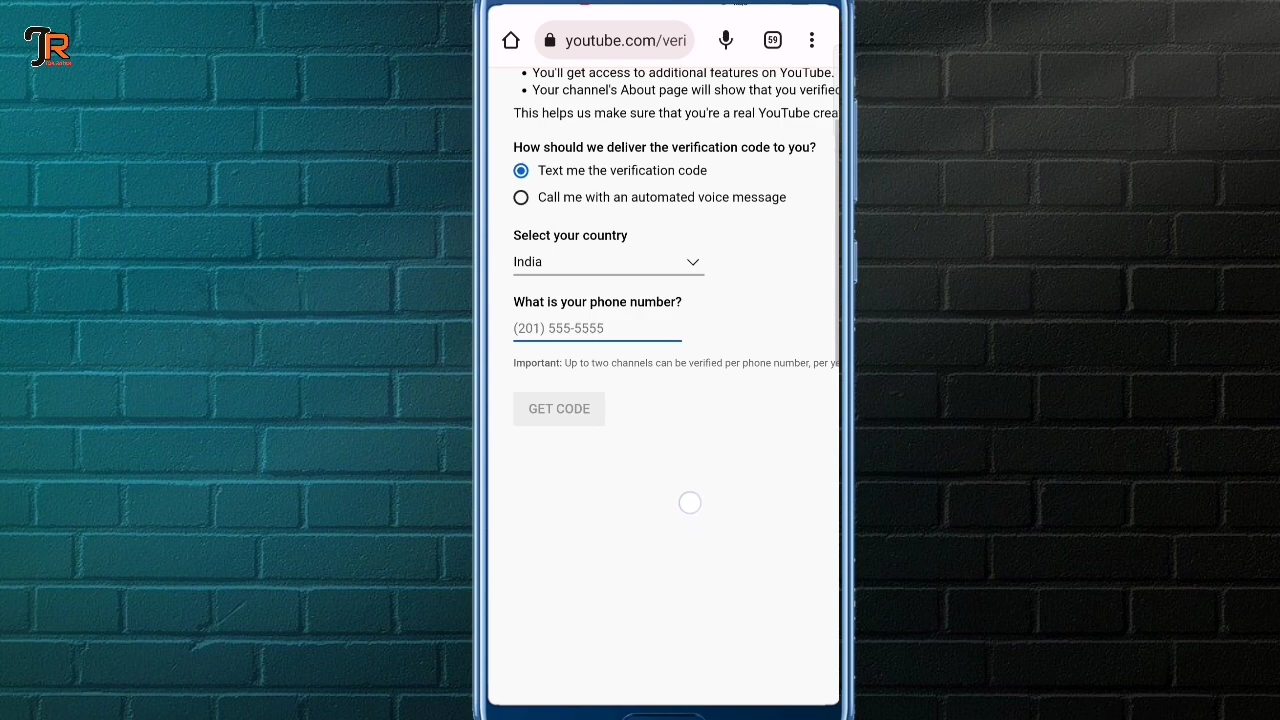 JR
youtube.com/veri
59
You'll get access to additional features on YouTube.
Your channel's About page will show that you verified
This helps us make sure that you're a real YouTube crea
How should we deliver the verification code to you?
Text me the verification code
Call me with an automated voice message
Select your country
India
What is your phone number?
(201) 555-5555
Important: Up to two channels can be verified per phone number, per ye
GET CODE